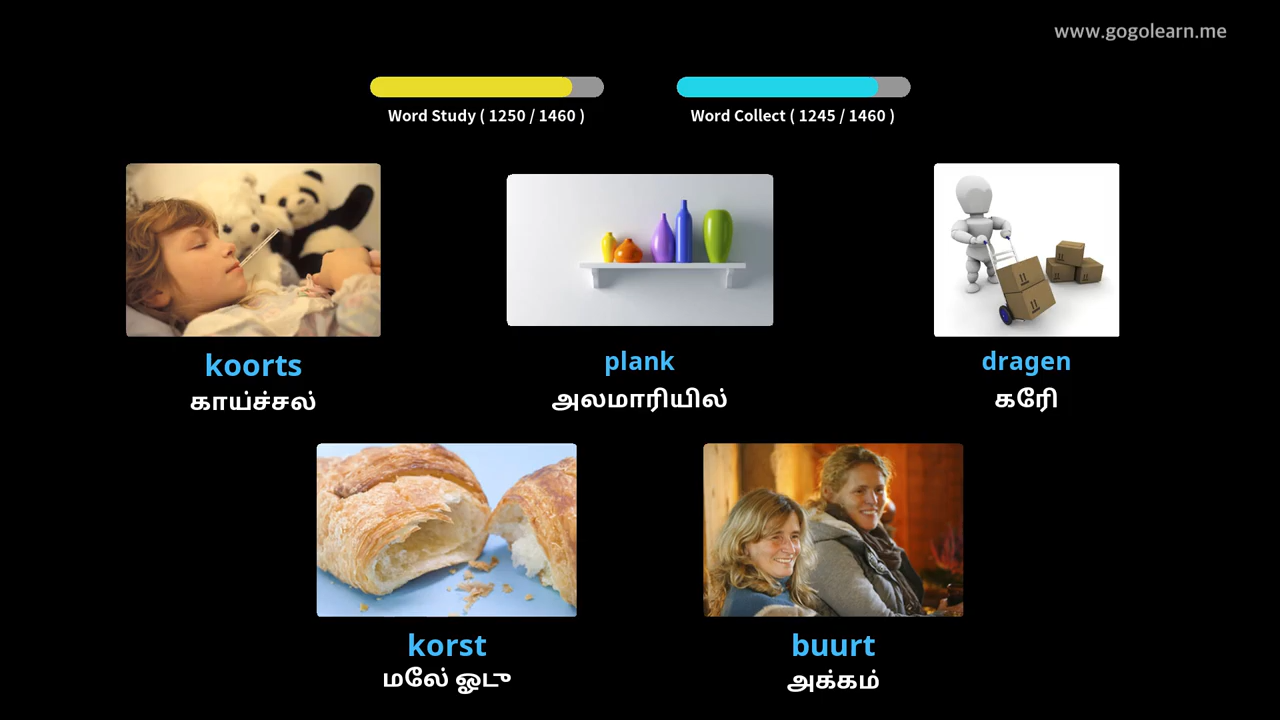 www.gogolearn.me
Word Study ( 1250 / 1460 )
Word Collect ( 1245 / 1460 )
koorts
காய்ச்சல்
plank
அலமாரியில்
dragen
கரேி
korst
மலே் ஓடு
buurt
அக்கம்